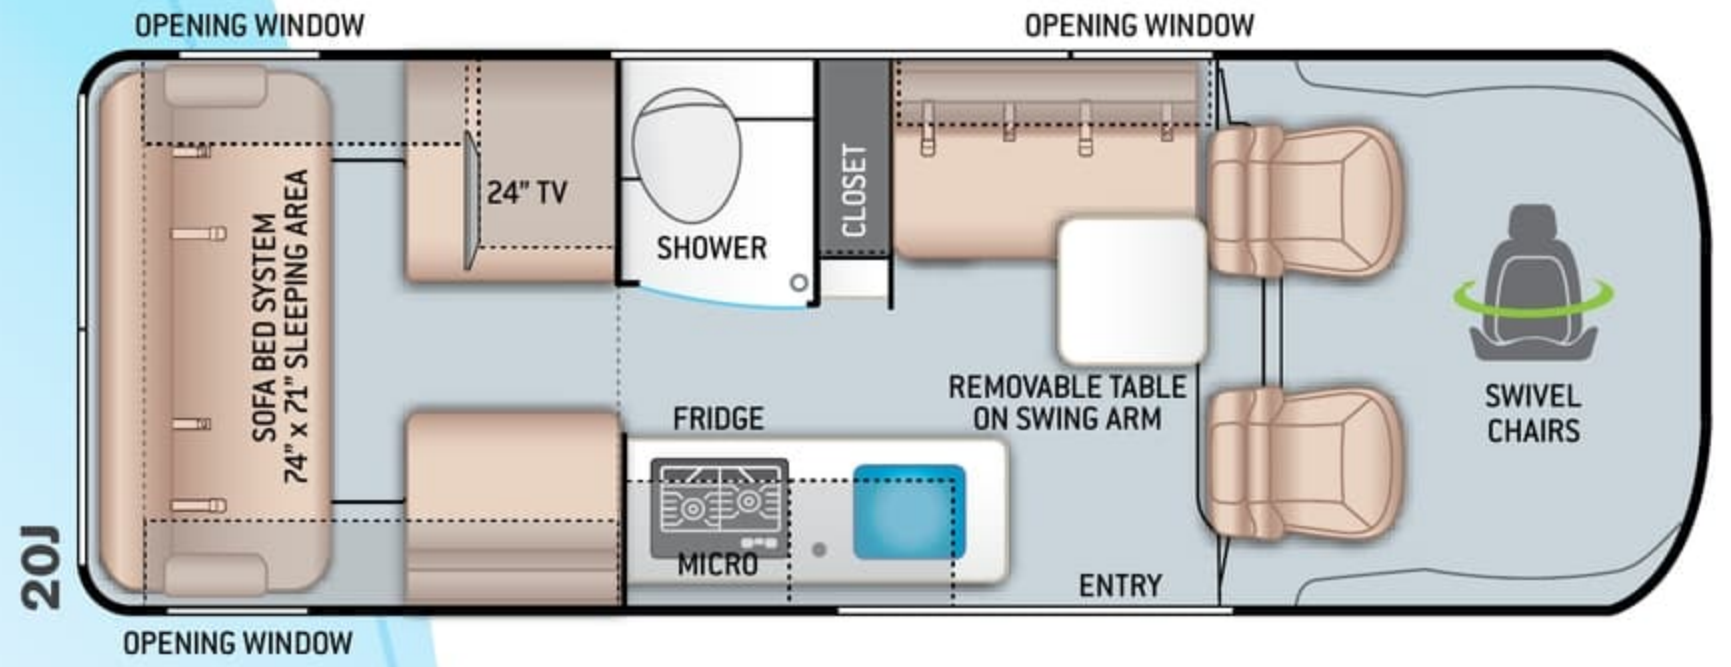 OPENING WINDOW
OPENING WINDOW
24” TV
SHOWER
CLOSET
SOFA BED SYSTEM
74” x 71” SLEEPING AREA
REMOVABLE TABLE
ON SWING ARM
SWIVEL
CHAIRS
FRIDGE
MICRO
ENTRY
20J
OPENING WINDOW